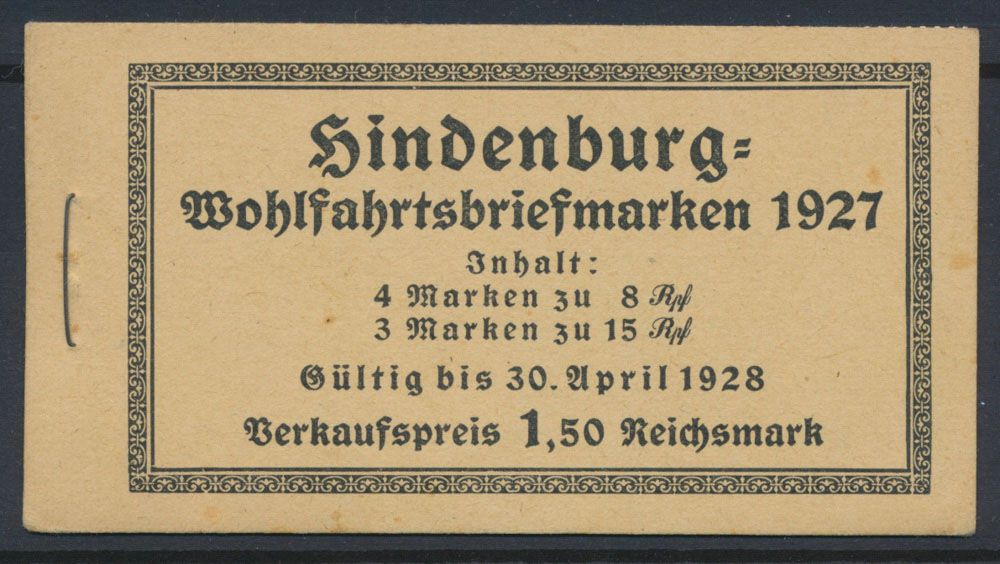 Hindenburg=
Wohlfahrtsbriefmarken 1927
Inhalt:
4 Marken zu 8 Rpf
3 Marken zu 15 Rpf
Gültig bis 30. April 1928
Verkaufspreis 1,50 Reichsmark